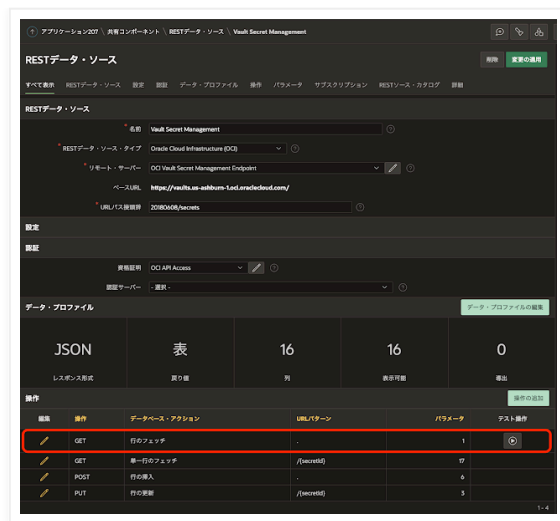 アプリケーション207 \ 共有コンポーネント \ RESTデータ・ソース \ Vault Secret Management
RESTデータ・ソース
削除 変更の適用
すべて表示 RESTデータ・ソース 設定 認証 データ・プロファイル 操作 パラメータ サブスクリプション RESTソース・カタログ 詳細
RESTデータ・ソース
* 名前 Vault Secret Management
* RESTデータ・ソース・タイプ Oracle Cloud Infrastructure (OCI)
* リモート・サーバー OCI Vault Secret Management Endpoint
ベースURL https://vaults.us-ashburn-1.oci.oraclecloud.com/
* URLパス接頭辞 20180608/secrets
設定
認証
資格証明 OCI API Access
認証サーバー - 選択 -
データ・プロファイル データ・プロファイルの編集
JSON 表 16 16 0
レスポンス形式 戻り値 列 表示可能 導出
操作 操作の追加
編集 操作 データベース・アクション URLパターン パラメータ テスト操作
GET 行のフェッチ . 1
GET 単一行のフェッチ /{secretId} 17
POST 行の挿入 . 6
PUT 行の更新 /{secretId} 3
1 - 4